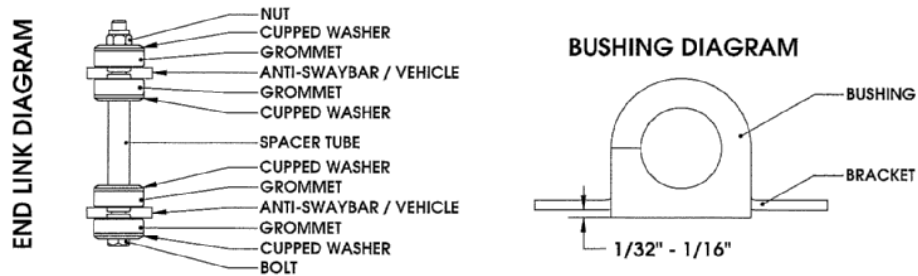 END LINK DIAGRAM
NUT
CUPPED WASHER
GROMMET
ANTI-SWAYBAR / VEHICLE
GROMMET
CUPPED WASHER
SPACER TUBE
CUPPED WASHER
GROMMET
ANTI-SWAYBAR / VEHICLE
GROMMET
CUPPED WASHER
BOLT
BUSHING DIAGRAM
BUSHING
BRACKET
1/32" - 1/16"